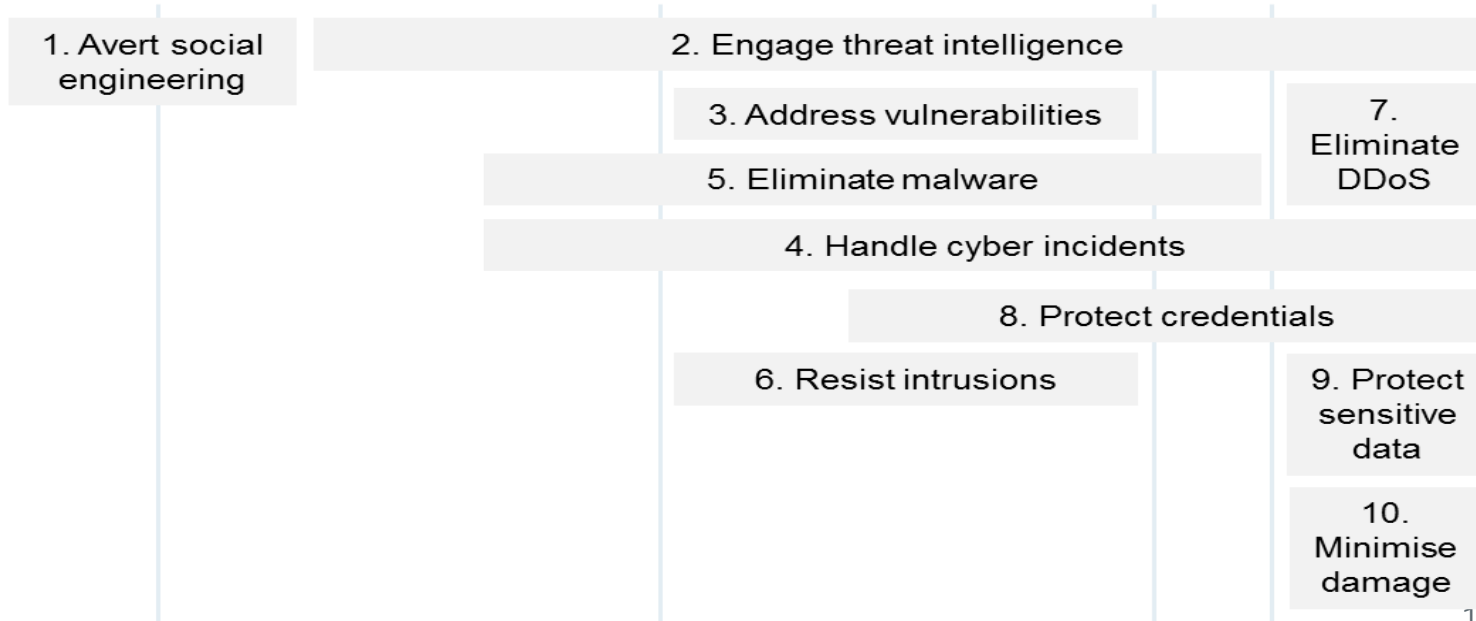 1. Avert social
engineering
2. Engage threat intelligence
3. Address vulnerabilities
7.
Eliminate
DDoS
5. Eliminate malware
4. Handle cyber incidents
8. Protect credentials
6. Resist intrusions
9. Protect
sensitive
data
10.
Minimise
damage